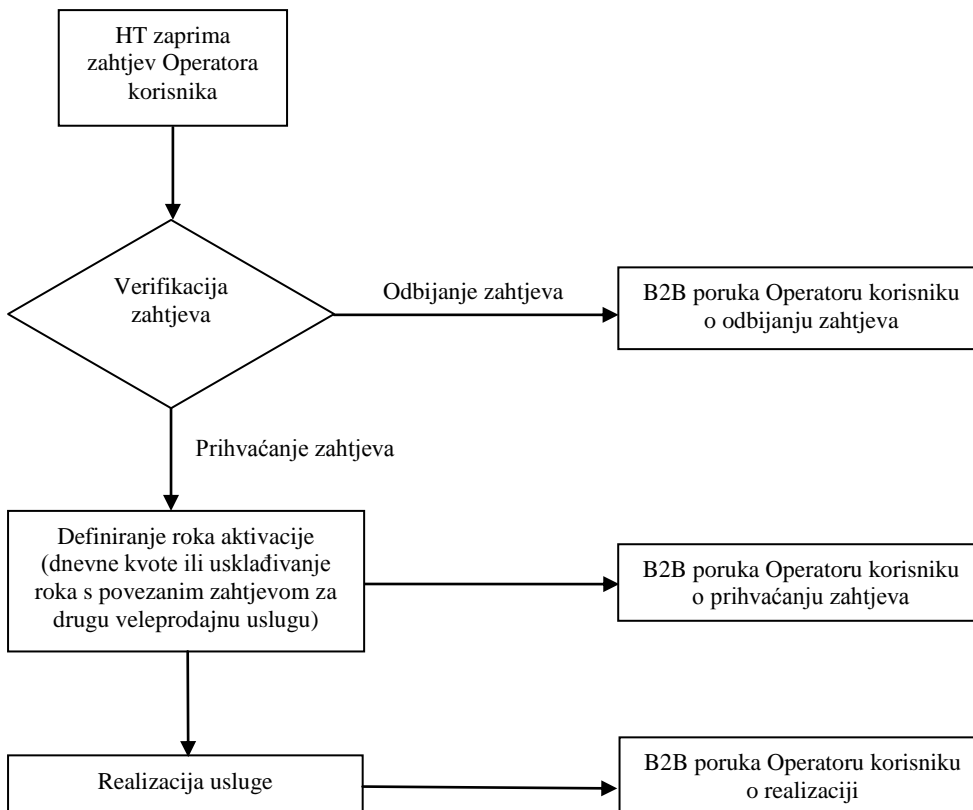 HT zaprima
zahtjev Operatora
korisnika
Verifikacija
zahtjeva
Odbijanje zahtjeva
B2B poruka Operatoru korisniku
o odbijanju zahtjeva
Prihvaćanje zahtjeva
Definiranje roka aktivacije
(dnevne kvote ili usklađivanje
roka s povezanim zahtjevom za
drugu veleprodajnu uslugu)
B2B poruka Operatoru korisniku
o prihvaćanju zahtjeva
Realizacija usluge
B2B poruka Operatoru korisniku
o realizaciji